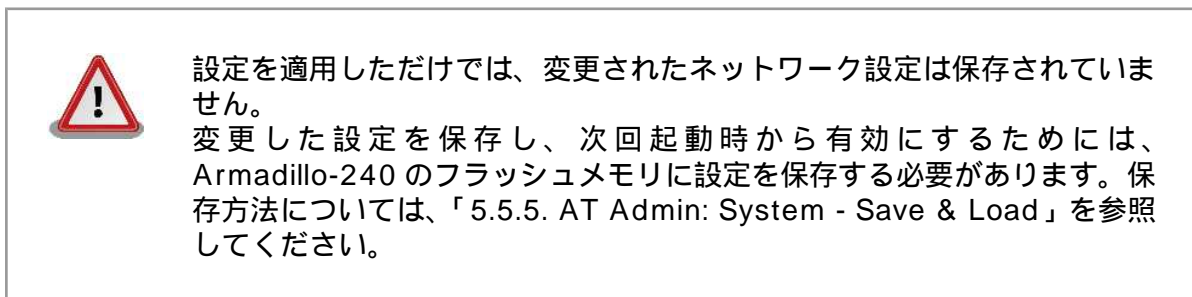 設定を適用しただけでは、変更されたネットワーク設定は保存されていま
せん。
変更した設定を保存し、次回起動時から有効にするためには、
Armadillo-240 のフラッシュメモリに設定を保存する必要があります。保
存方法については、「5.5.5. AT Admin: System - Save & Load」を参照
してください。